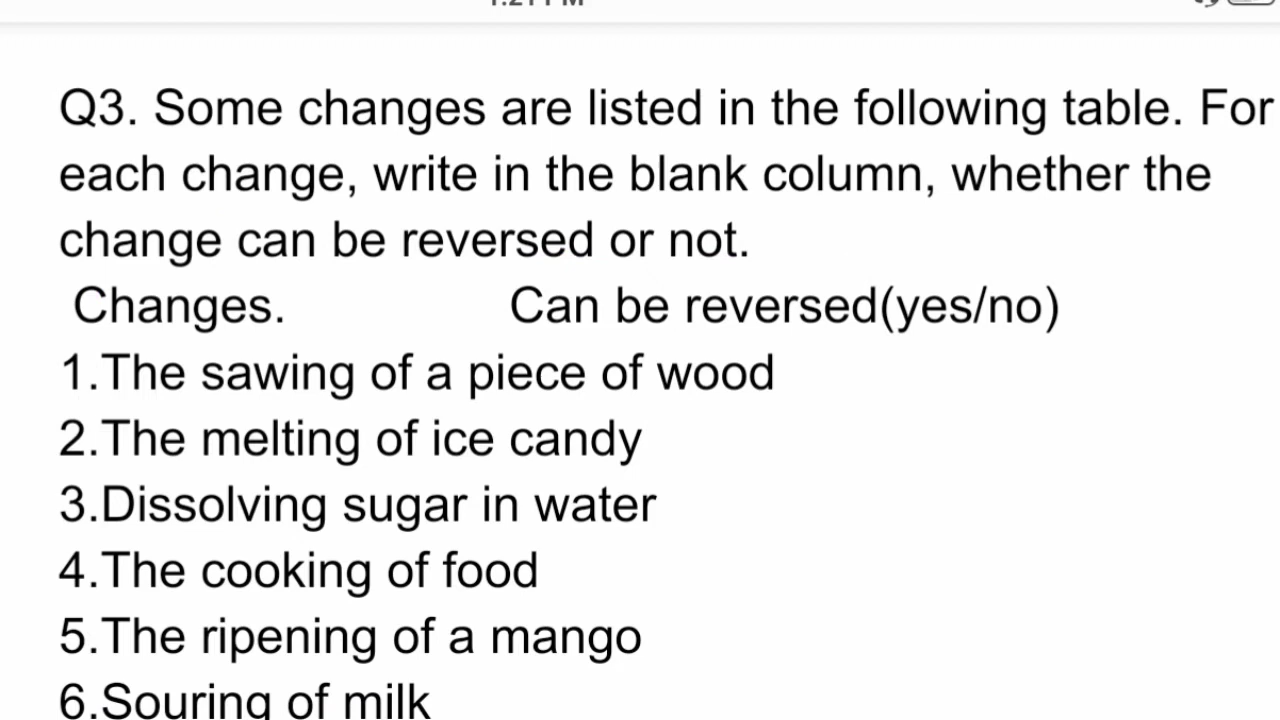 Q3. Some changes are listed in the following table. For
each change, write in the blank column, whether the
change can be reversed or not.
Changes. Can be reversed(yes/no)
1.The sawing of a piece of wood
2.The melting of ice candy
3.Dissolving sugar in water
4.The cooking of food
5.The ripening of a mango
6.Souring of milk